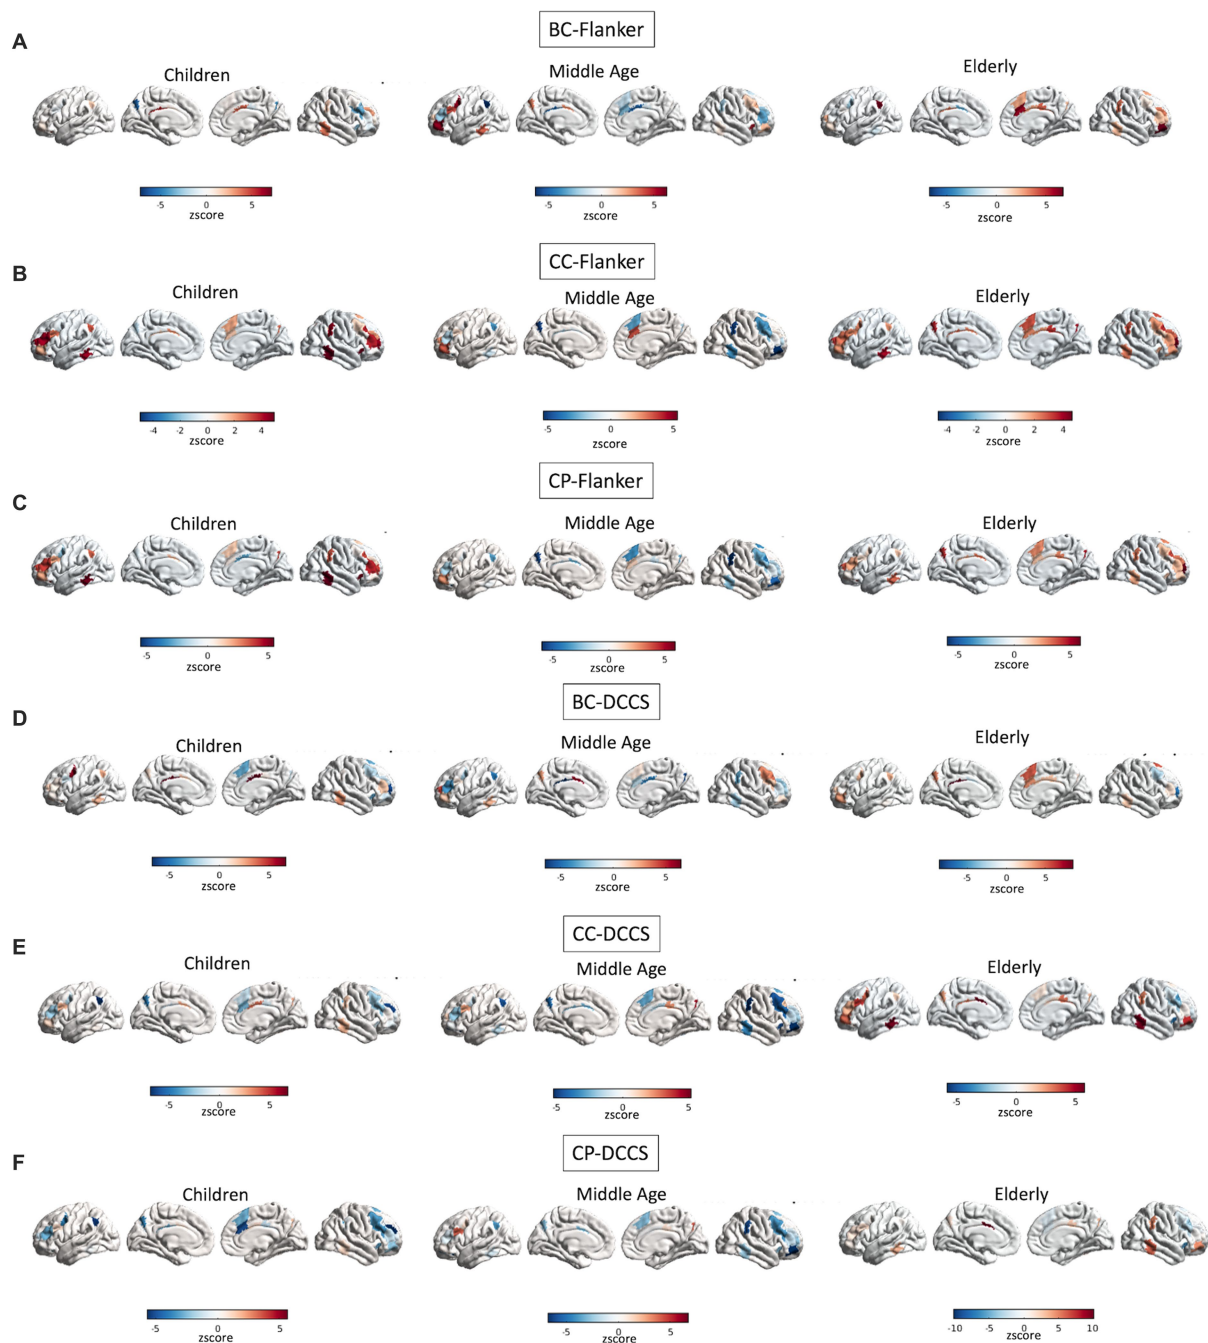 A
BC-Flanker
Children
Middle Age
Elderly
-5 0 5
zscore
-5 0 5
zscore
-5 0 5
zscore
B
CC-Flanker
Children
Middle Age
Elderly
-4 -2 0 2 4
zscore
-5 0 5
zscore
-4 -2 0 2 4
zscore
C
CP-Flanker
Children
Middle Age
Elderly
-5 0 5
zscore
-5 0 5
zscore
-5 0 5
zscore
D
BC-DCCS
Children
Middle Age
Elderly
-5 0 5
zscore
-5 0 5
zscore
-5 0 5
zscore
E
CC-DCCS
Children
Middle Age
Elderly
-5 0 5
zscore
-5 0 5
zscore
-5 0 5
zscore
F
CP-DCCS
Children
Middle Age
Elderly
-5 0 5
zscore
-5 0 5
zscore
-10 -5 0 5 10
zscore